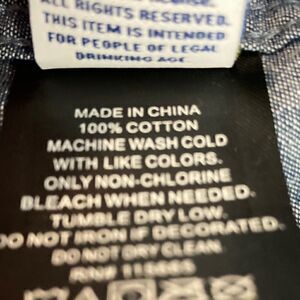 ALL RIGHTS RESERVED.
THIS ITEM IS INTENDED
FOR PEOPLE OF LEGAL
DRINKING AGE
MADE IN CHINA
100% COTTON
MACHINE WASH COLD
WITH LIKE COLORS.
ONLY NON-CHLORINE
BLEACH WHEN NEEDED.
TUMBLE DRY LOW.
DO NOT IRON IF DECORATED.
DO NOT DRY CLEAN.